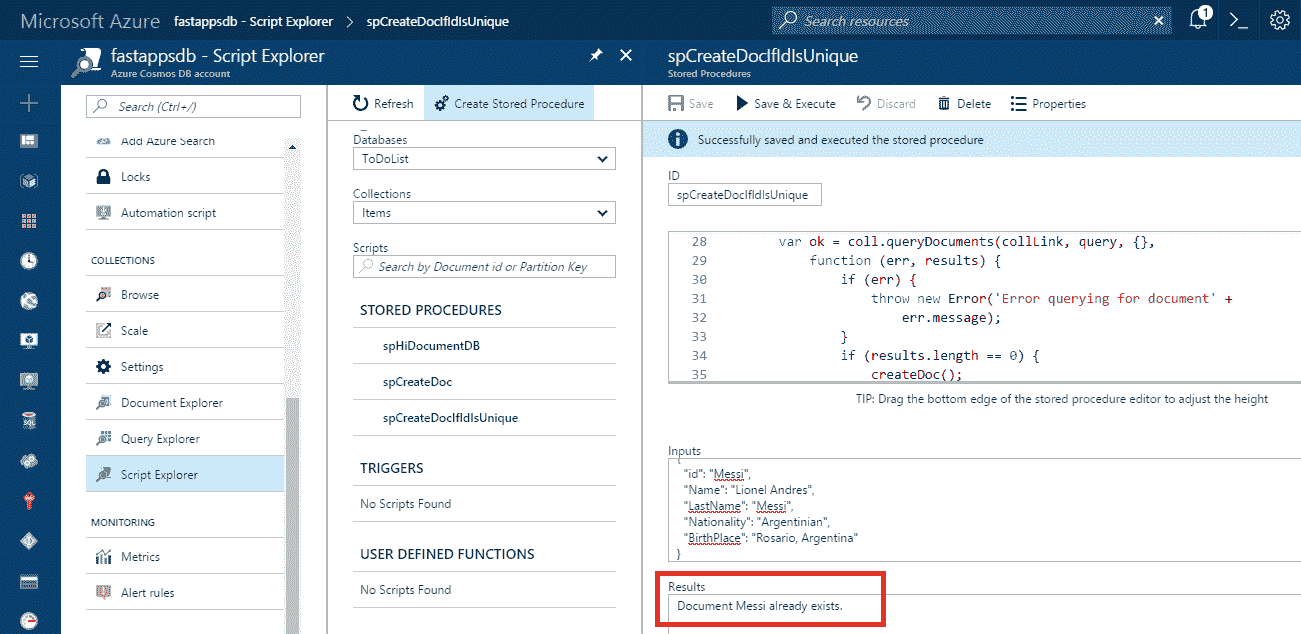 Microsoft Azure fastappsdb - Script Explorer > spCreateDocIfIdIsUnique
Search resources
1
fastappsdb - Script Explorer
Azure Cosmos DB account
Search (Ctrl+/)
Add Azure Search
Locks
Automation script
COLLECTIONS
Browse
Scale
Settings
Document Explorer
Query Explorer
Script Explorer
MONITORING
Metrics
Alert rules
Refresh
Create Stored Procedure
Databases
ToDoList
Collections
Items
Scripts
Search by Document id or Partition Key
STORED PROCEDURES
spHiDocumentDB
spCreateDoc
spCreateDocIfIdIsUnique
TRIGGERS
No Scripts Found
USER DEFINED FUNCTIONS
No Scripts Found
spCreateDocIfIdIsUnique
Stored Procedures
Save
Save & Execute
Discard
Delete
Properties
Successfully saved and executed the stored procedure
ID
spCreateDocIfIdIsUnique
28 var ok = coll.queryDocuments(collLink, query, {},
29 function (err, results) {
30 if (err) {
31 throw new Error('Error querying for document' +
32 err.message);
33 }
34 if (results.length == 0) {
35 createDoc();
TIP: Drag the bottom edge of the stored procedure editor to adjust the height
Inputs
{
"id": "Messi",
"Name": "Lionel Andres",
"LastName": "Messi",
"Nationality": "Argentinian",
"BirthPlace": "Rosario, Argentina"
}
Results
Document Messi already exists.